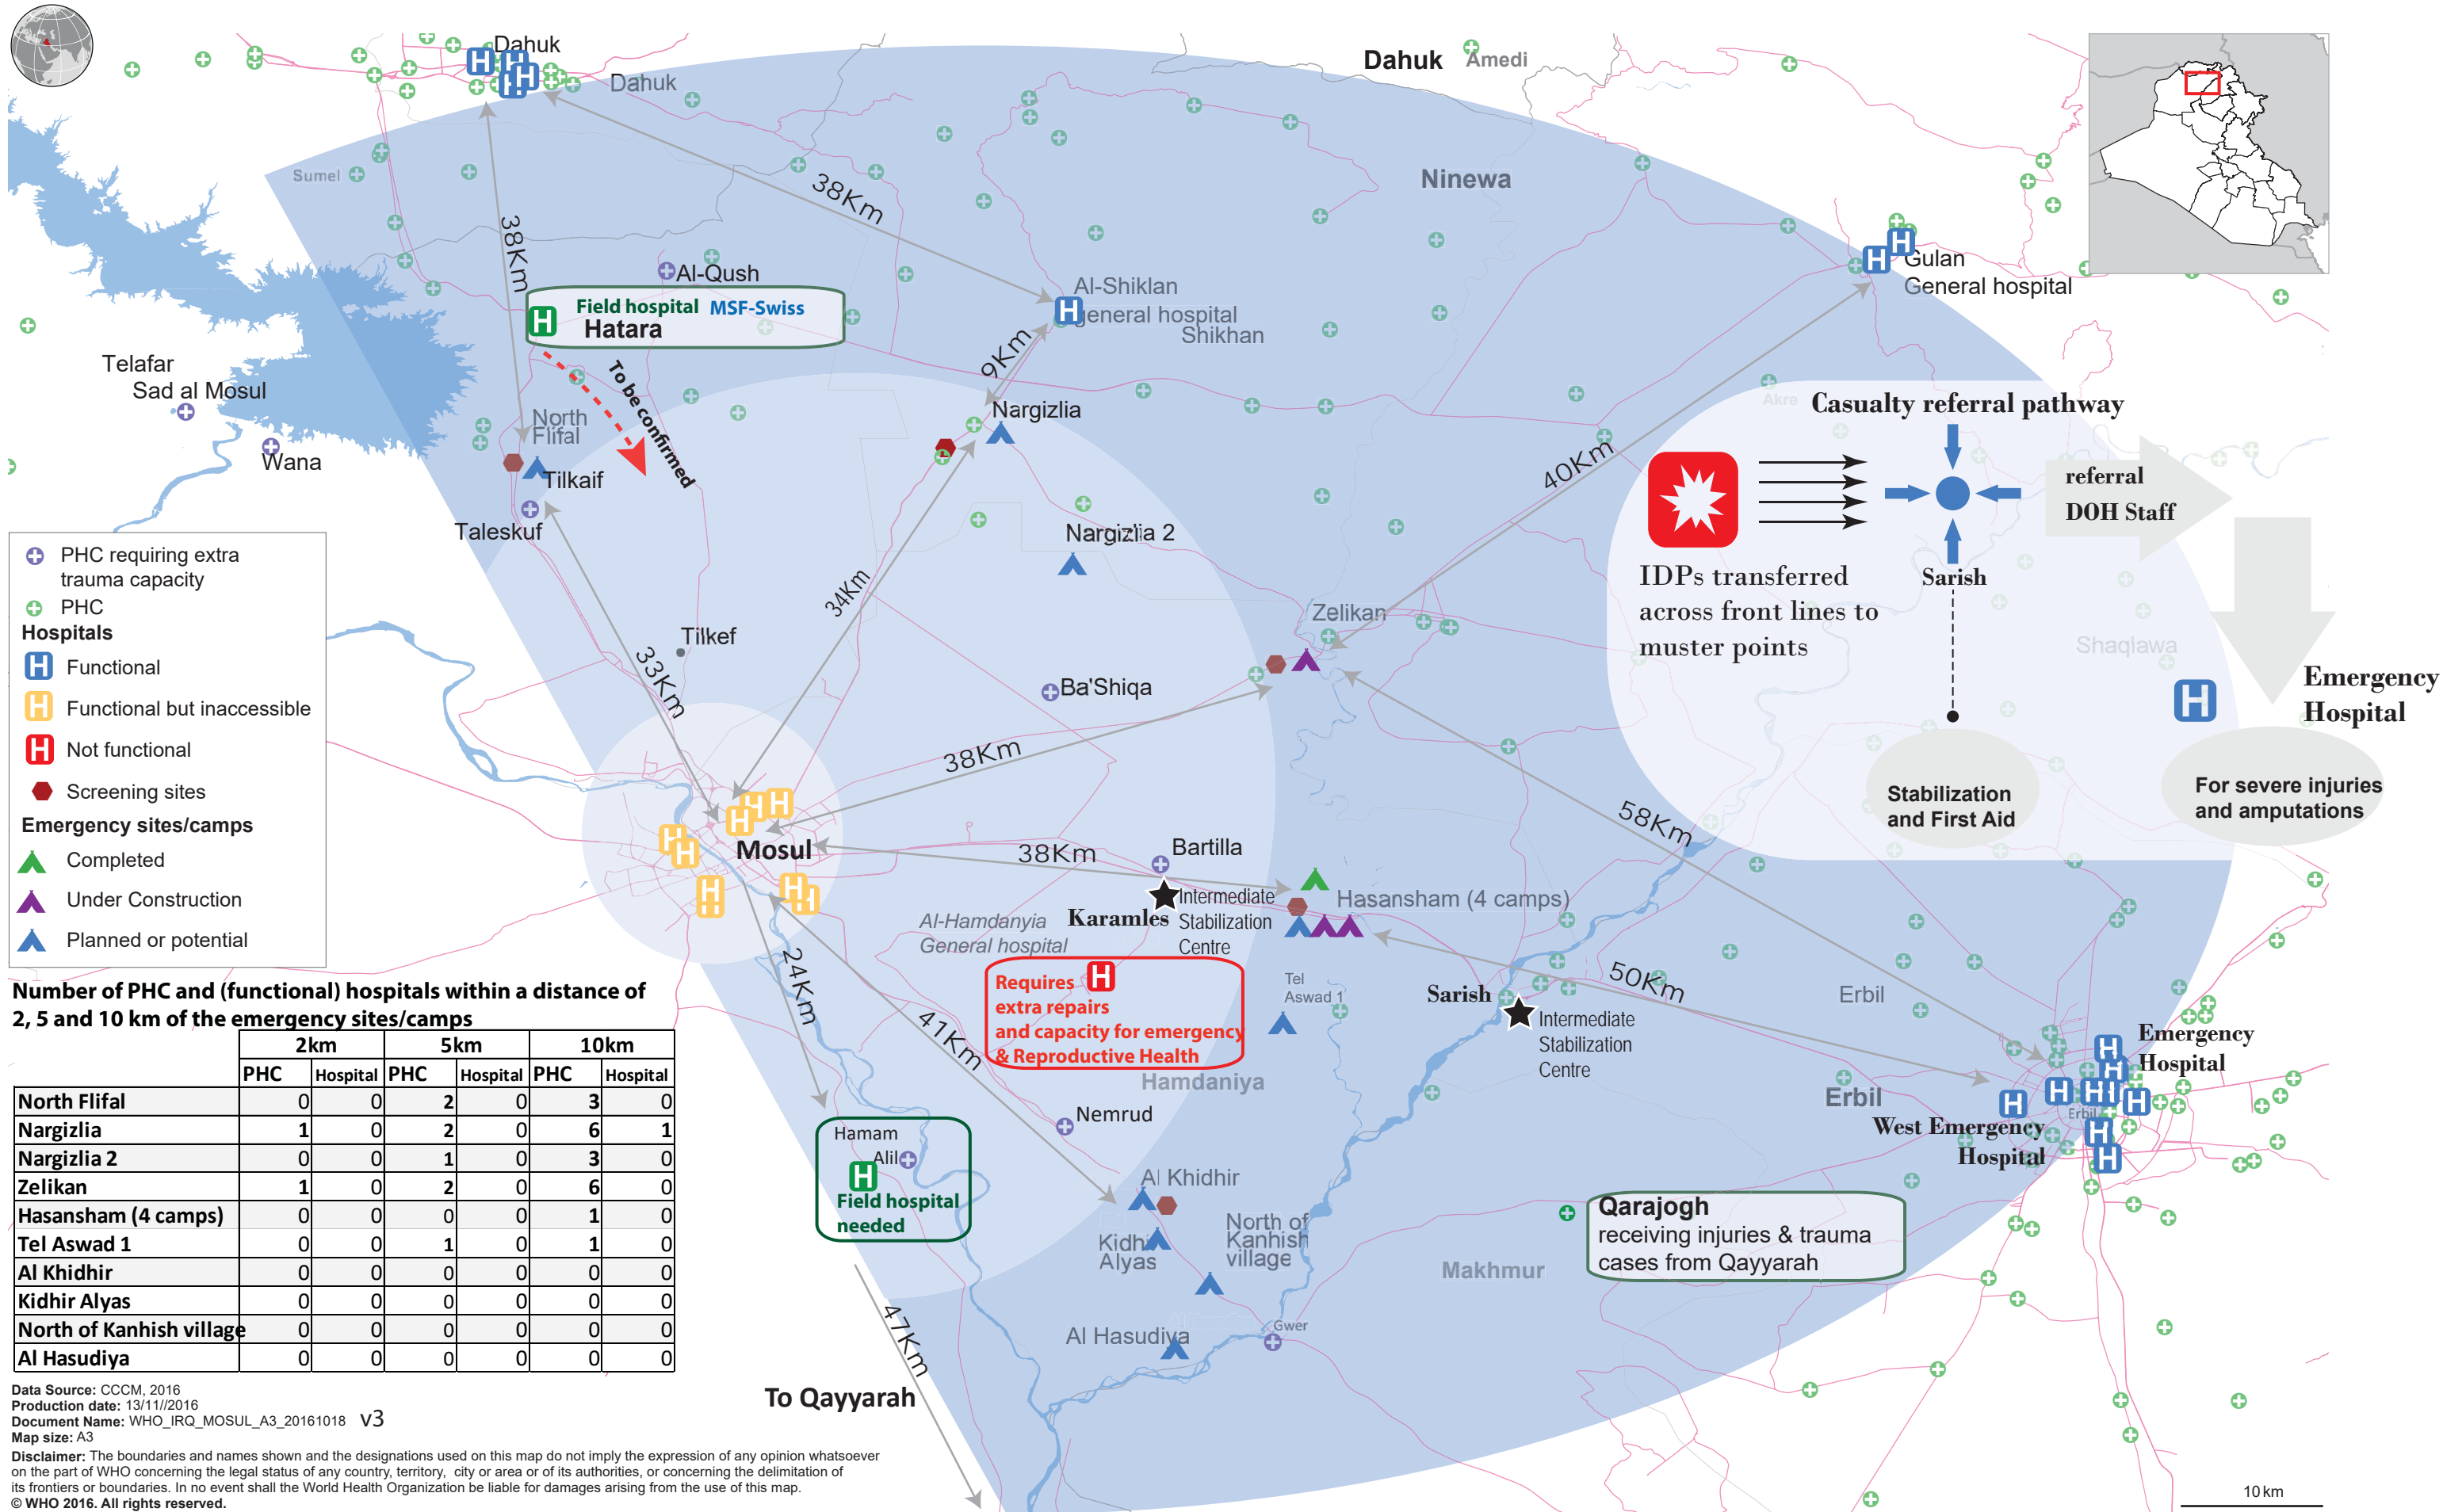 Dahuk
Dahuk
Dahuk
Amedi
Sumel
38Km
38Km
Ninewa
Al-Qush
Field hospital MSF-Swiss
Hatara
Al-Shiklan
general hospital
Shikhan
9Km
Gulan
General hospital
Telafar
Sad al Mosul
Wana
To be confirmed
North
Flifal
Tilkaif
Taleskuf
Nargizlia
Nargizlia 2
40Km
Akre
Casualty referral pathway
referral
DOH Staff
Sarish
IDPs transferred
across front lines to
muster points
Shaqlawa
Emergency
Hospital
Stabilization
and First Aid
For severe injuries
and amputations
PHC requiring extra
trauma capacity
PHC
Hospitals
Functional
Functional but inaccessible
Not functional
Screening sites
Emergency sites/camps
Completed
Under Construction
Planned or potential
34Km
33Km
Tilkef
Zelikan
Ba'Shiqa
38Km
58Km
Mosul
38Km
Bartilla
Karamles
Intermediate
Stabilization
Centre
Hasansham (4 camps)
Al-Hamdanyia
General hospital
Requires
extra repairs
and capacity for emergency
& Reproductive Health
Hamdaniya
Tel
Aswad 1
Sarish
Intermediate
Stabilization
Centre
50Km
Erbil
Emergency
Hospital
Erbil
Erbil
West Emergency
Hospital
24Km
41Km
Nemrud
Hamam
Alil
Field hospital
needed
Al Khidhir
Kidhi
Alyas
North of
Kanhish
village
Makhmur
Qarajogh
receiving injuries & trauma
cases from Qayyarah
Al Hasudiya
Gwer
47Km
To Qayyarah
Number of PHC and (functional) hospitals within a distance of
2, 5 and 10 km of the emergency sites/camps
2km 5km 10km
PHC Hospital PHC Hospital PHC Hospital
North Flifal 0 0 2 0 3 0
Nargizlia 1 0 2 0 6 1
Nargizlia 2 0 0 1 0 3 0
Zelikan 1 0 2 0 6 0
Hasansham (4 camps) 0 0 0 0 1 0
Tel Aswad 1 0 0 1 0 1 0
Al Khidhir 0 0 0 0 0 0
Kidhir Alyas 0 0 0 0 0 0
North of Kanhish village 0 0 0 0 0 0
Al Hasudiya 0 0 0 0 0 0
Data Source: CCCM, 2016
Production date: 13/11//2016
Document Name: WHO_IRQ_MOSUL_A3_20161018 v3
Map size: A3
Disclaimer: The boundaries and names shown and the designations used on this map do not imply the expression of any opinion whatsoever
on the part of WHO concerning the legal status of any country, territory, city or area or of its authorities, or concerning the delimitation of
its frontiers or boundaries. In no event shall the World Health Organization be liable for damages arising from the use of this map.
© WHO 2016. All rights reserved.
10 km